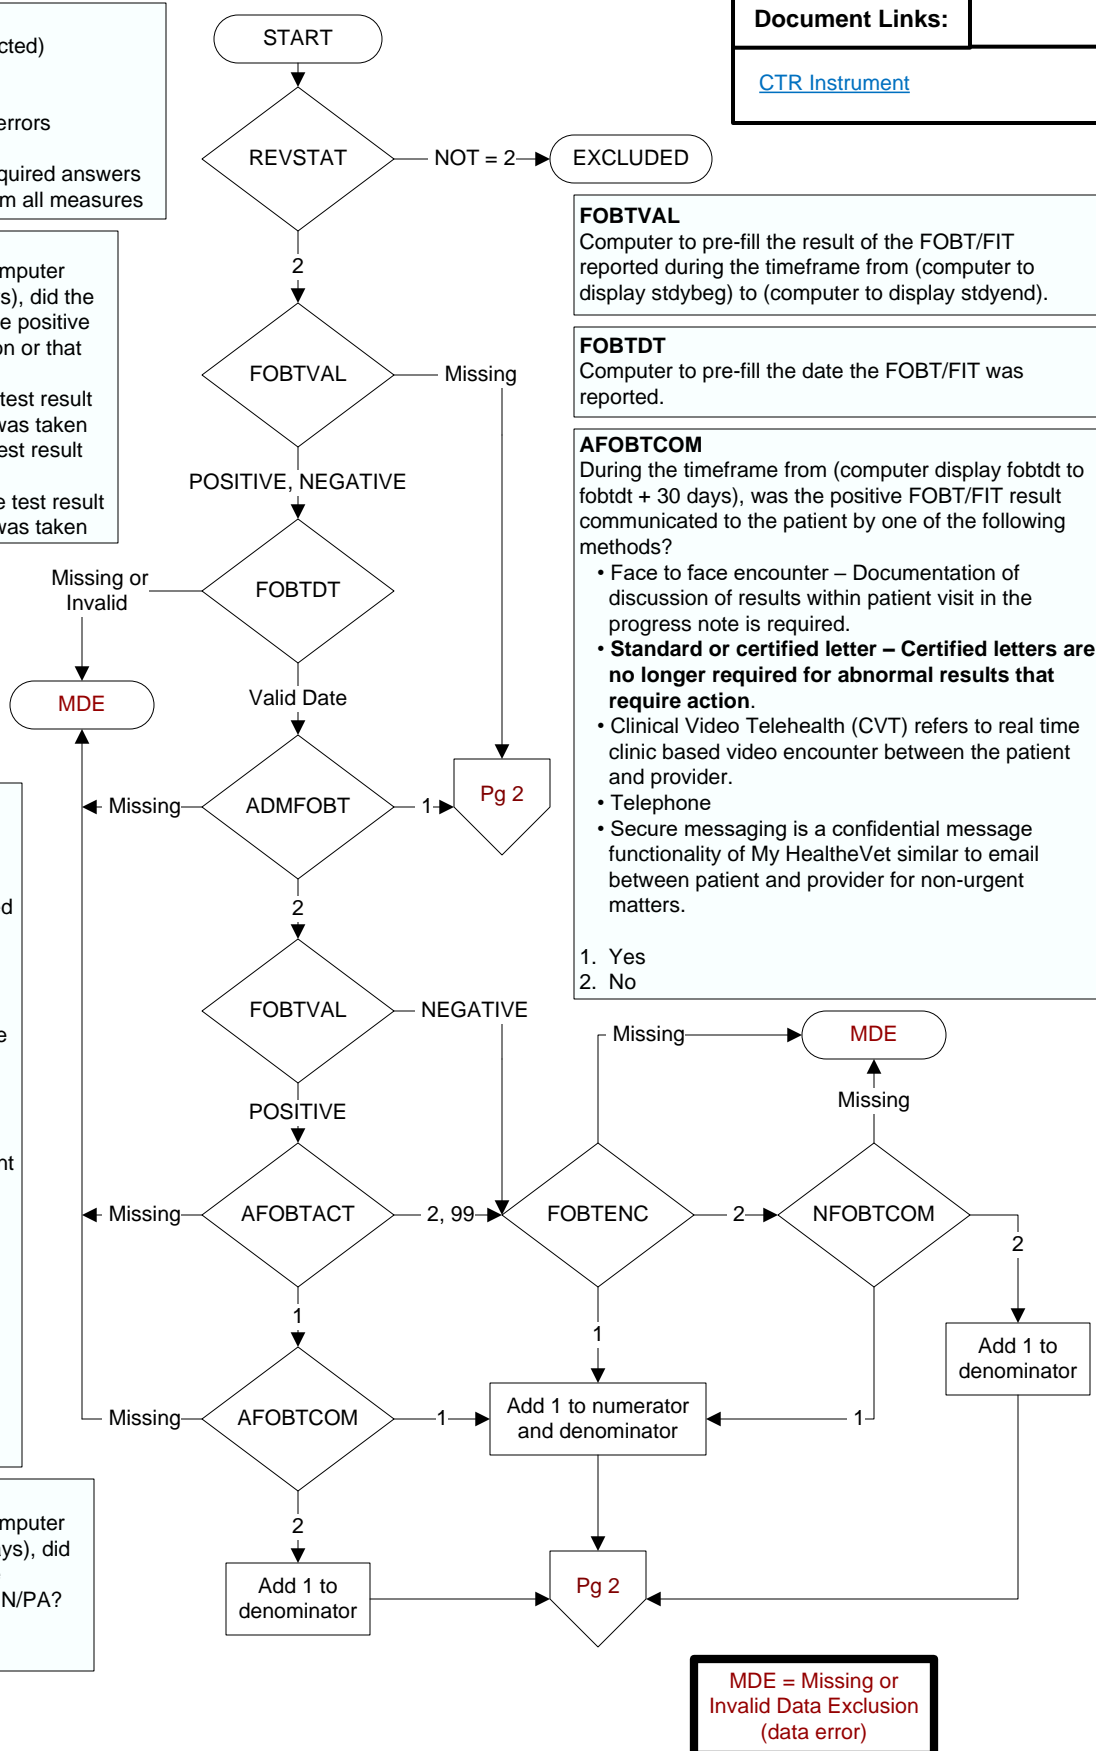 START
Document Links:
CTR Instrument
cted)
errors
quired answers
m all measures
REVSTAT
NOT = 2
EXCLUDED
2
FOBTVAL
Computer to pre-fill the result of the FOBT/FIT
reported during the timeframe from (computer to
display stdybeg) to (computer to display stdyend).
mputer
s), did the
e positive
on or that
test result
was taken
est result
e test result
was taken
FOBTVAL
Missing
FOBTDT
Computer to pre-fill the date the FOBT/FIT was
reported.
POSITIVE, NEGATIVE
AFOBTCOM
During the timeframe from (computer display fobtdt to
fobtdt + 30 days), was the positive FOBT/FIT result
communicated to the patient by one of the following
methods?
• Face to face encounter – Documentation of
discussion of results within patient visit in the
progress note is required.
• Standard or certified letter – Certified letters are
no longer required for abnormal results that
require action.
• Clinical Video Telehealth (CVT) refers to real time
clinic based video encounter between the patient
and provider.
• Telephone
• Secure messaging is a confidential message
functionality of My HealtheVet similar to email
between patient and provider for non-urgent
matters.
1. Yes
2. No
Missing or
Invalid
FOBTDT
MDE
Valid Date
Missing
ADMFOBT
1
Pg 2
2
ed
e
nt
FOBTVAL
NEGATIVE
Missing
MDE
POSITIVE
Missing
Missing
AFOBTACT
2, 99
FOBTENC
2
NFOBTCOM
2
1
1
Add 1 to
denominator
Missing
AFOBTCOM
1
Add 1 to numerator
and denominator
1
2
mputer
ays), did
N/PA?
Add 1 to
denominator
Pg 2
MDE = Missing or
Invalid Data Exclusion
(data error)